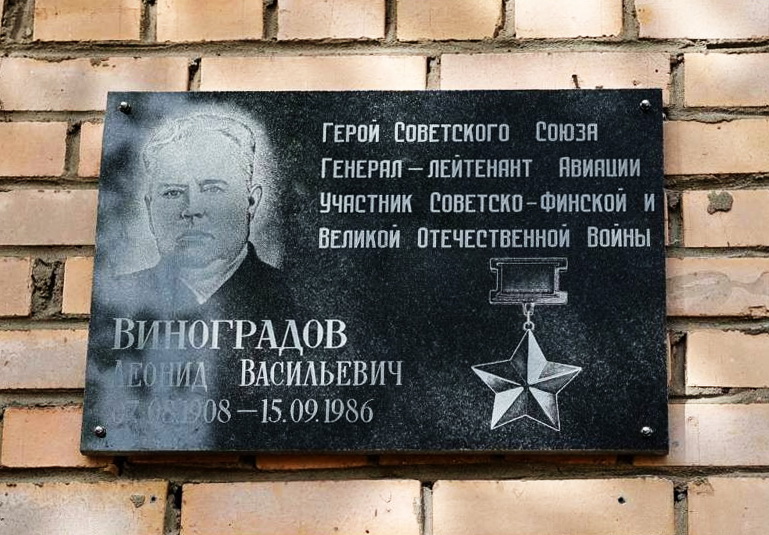 Герой Советского Союза
Генерал – лейтенант Авиации
Участник Советско-финской и
Великой Отечественной Войны
Виноградов
Леонид Васильевич
07.08.1908 – 15.09.1986